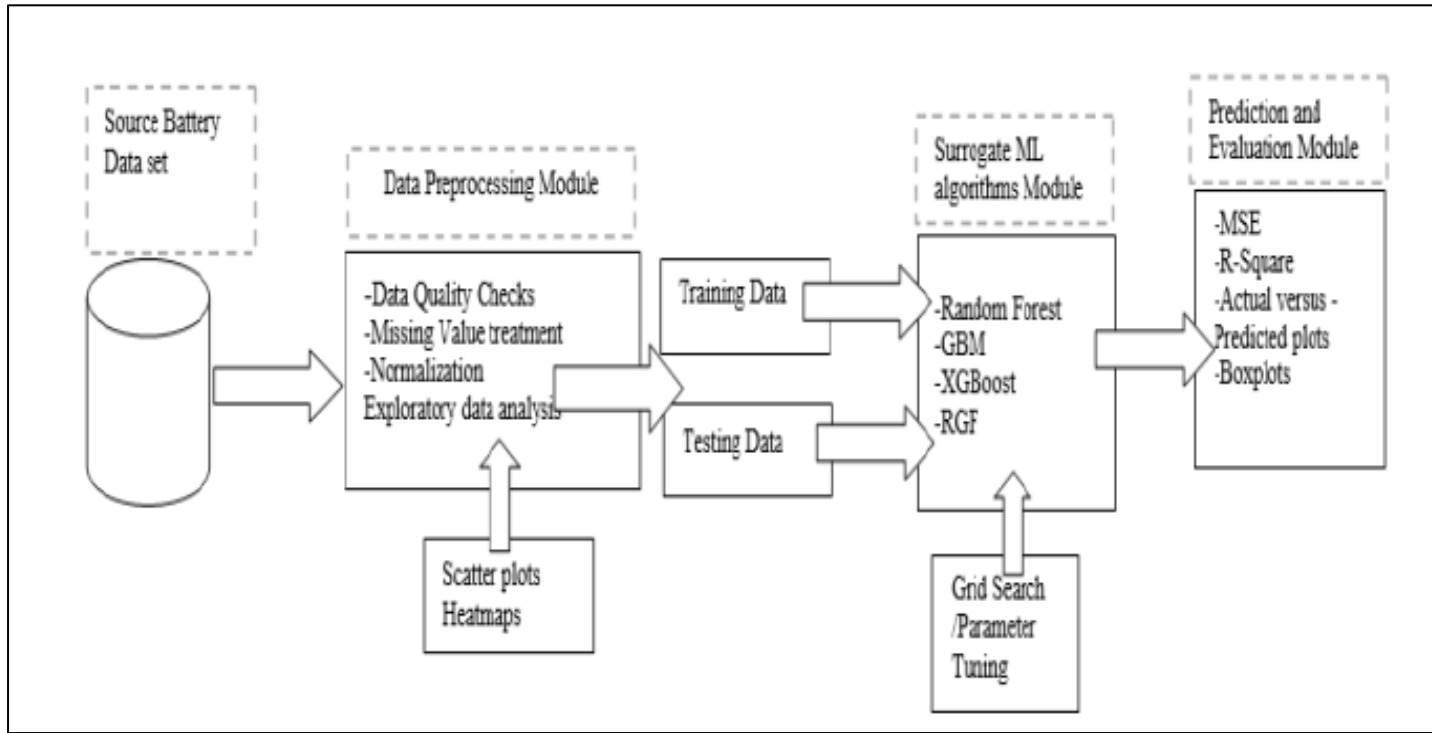 Source Battery
Data set
Data Preprocessing Module
-Data Quality Checks
-Missing Value treatment
-Normalization
Exploratory data analysis
Scatter plots
Heatmaps
Training Data
Testing Data
Surrogate ML
algorithms Module
-Random Forest
-GBM
-XGBoost
-RGF
Grid Search
/Parameter
Tuning
Prediction and
Evaluation Module
-MSE
-R-Square
-Actual versus -
Predicted plots
-Boxplots